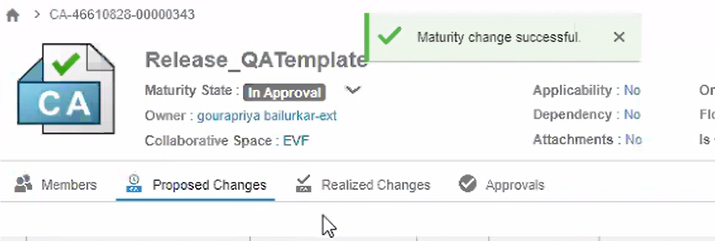 CA-46610828-00000343
Maturity change successful.
Release_QATemplate
CA
Maturity State : In Approval
Owner : gourapriya bailurkar-ext
Collaborative Space : EVF
Applicability : No
Dependency : No
Attachments : No
On
Flo
Is
Members
Proposed Changes
Realized Changes
Approvals